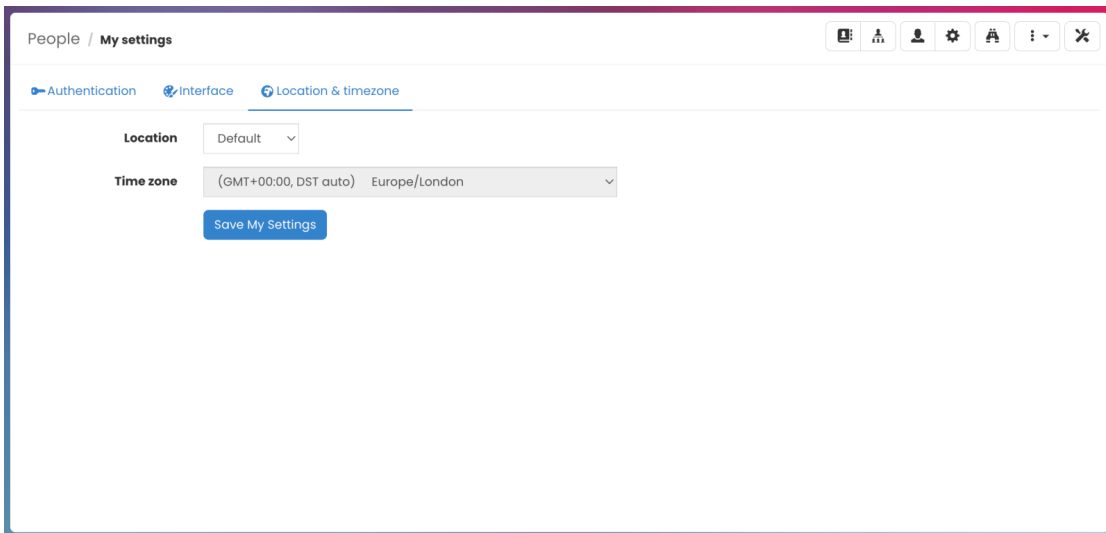 People / My settings
Authentication Interface Location & timezone
Location Default
Time zone (GMT+00:00, DST auto) Europe/London
Save My Settings